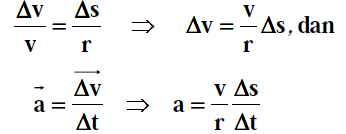 Δv/v = Δs/r ⇒ Δv = v/r Δs, dan
a⃗ = Δv⃗/Δt ⇒ a = v/r Δs/Δt